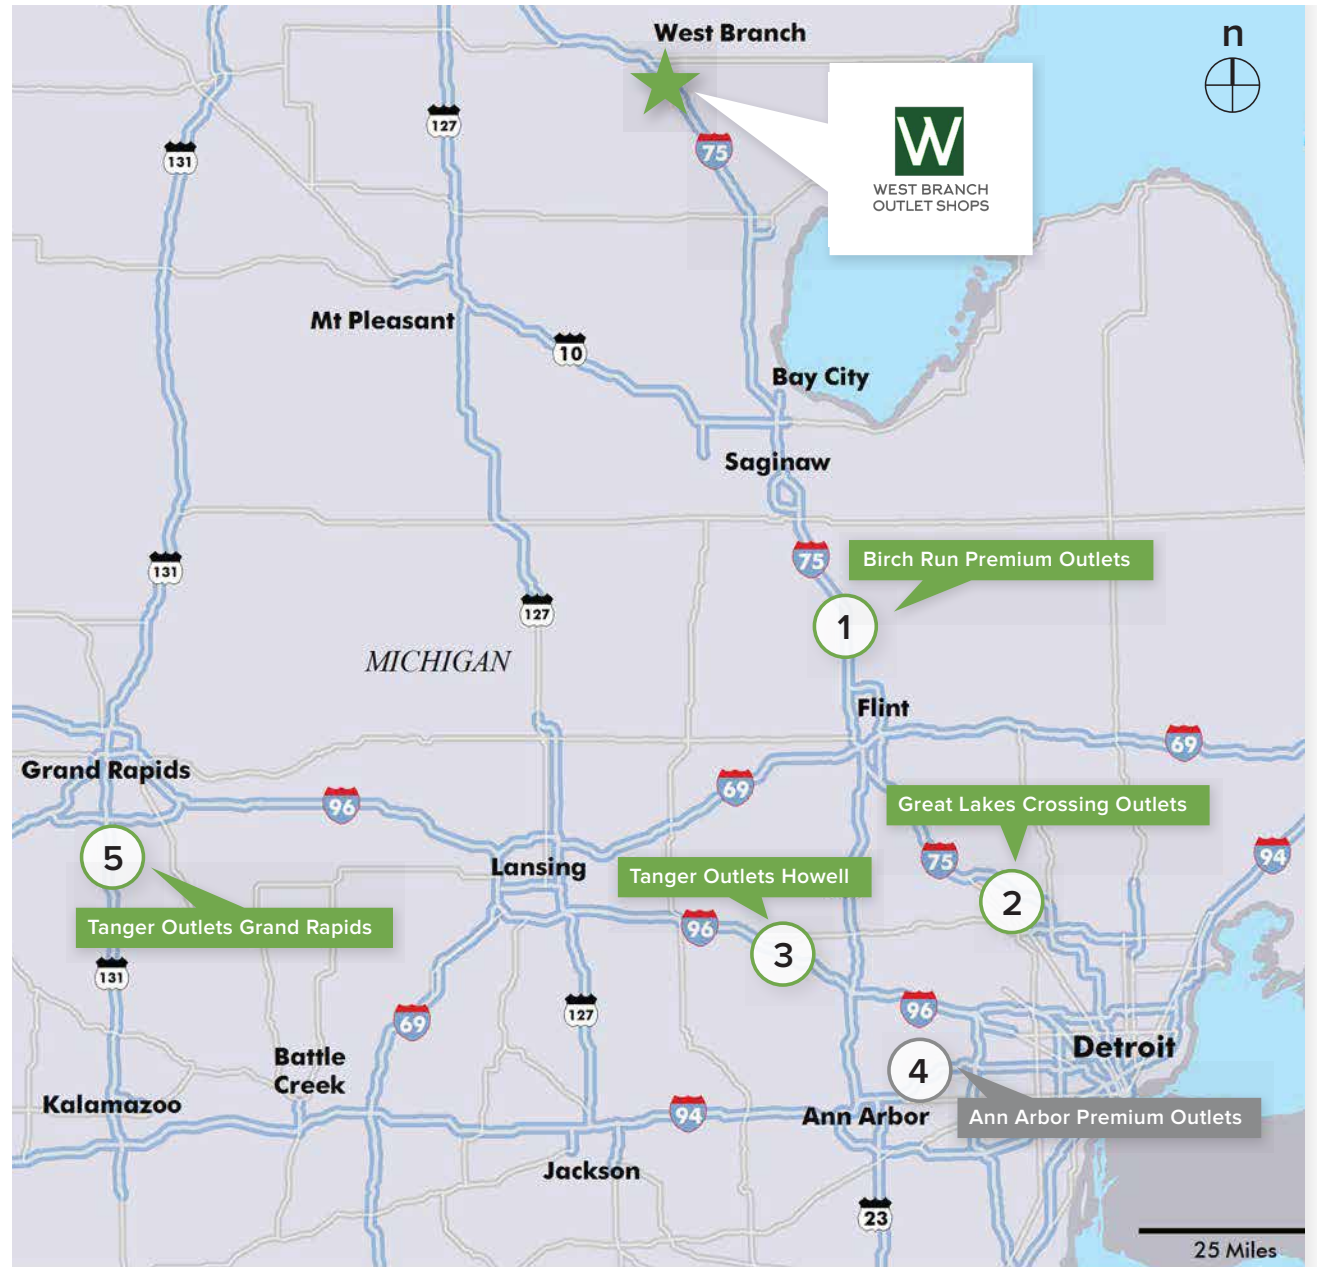 West Branch
n
127
131
75
W
WEST BRANCH
OUTLET SHOPS
Mt Pleasant
10
Bay City
Saginaw
75
Birch Run Premium Outlets
131
127
1
MICHIGAN
Flint
69
Grand Rapids
69
96
Great Lakes Crossing Outlets
75
94
5
Lansing
Tanger Outlets Howell
2
Tanger Outlets Grand Rapids
96
3
131
69
127
96
Battle
Creek
Detroit
4
Kalamazoo
94
Ann Arbor
Ann Arbor Premium Outlets
Jackson
23
25 Miles